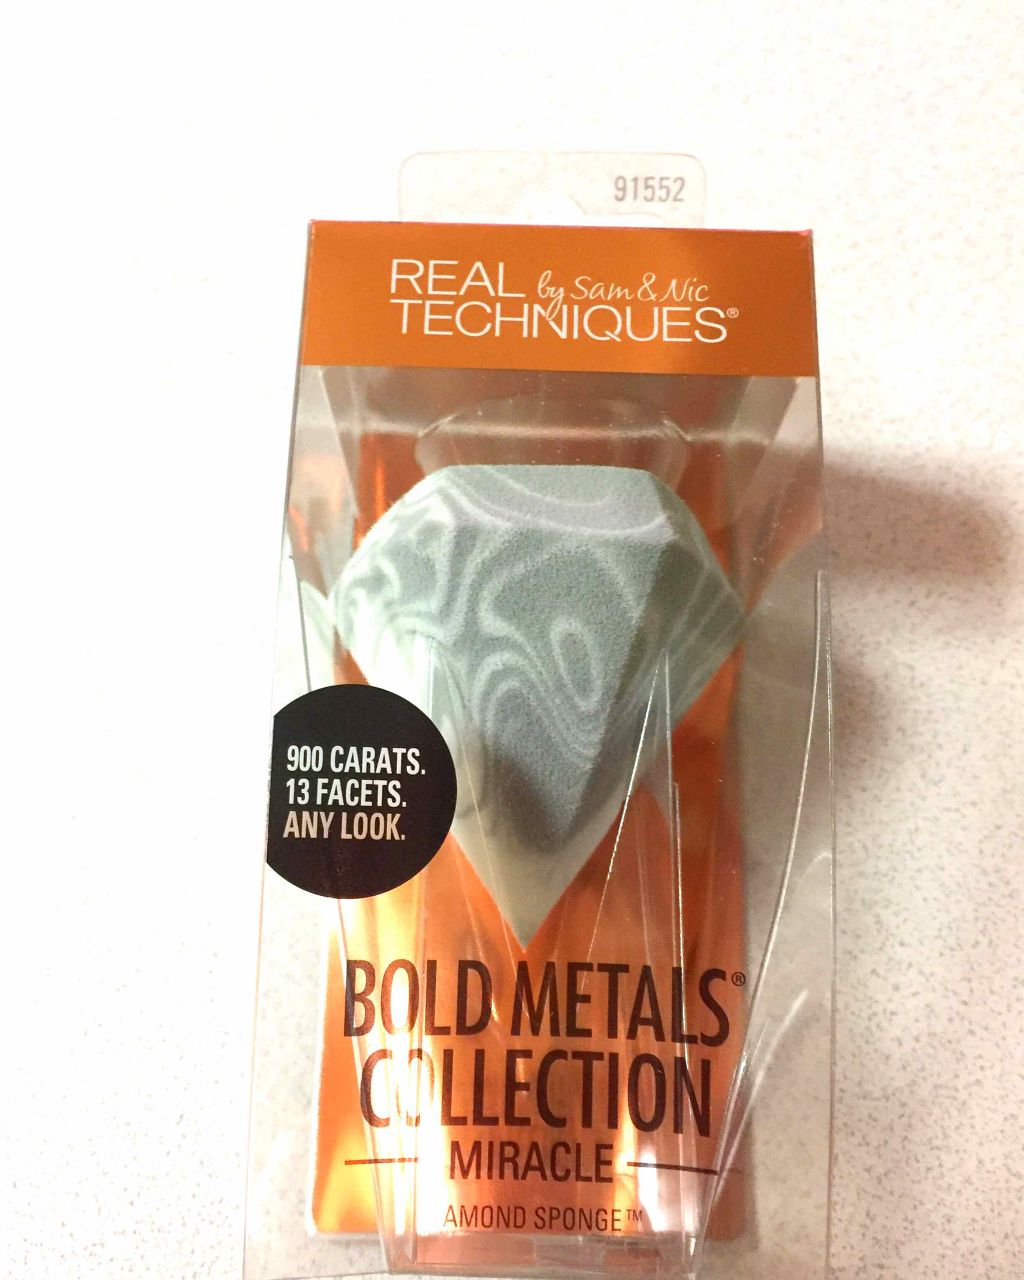 91552
REAL by Sam & Nic
TECHNIQUES®
900 CARATS.
13 FACETS.
ANY LOOK.
BOLD METALS®
COLLECTION
MIRACLE
AMOND SPONGE™